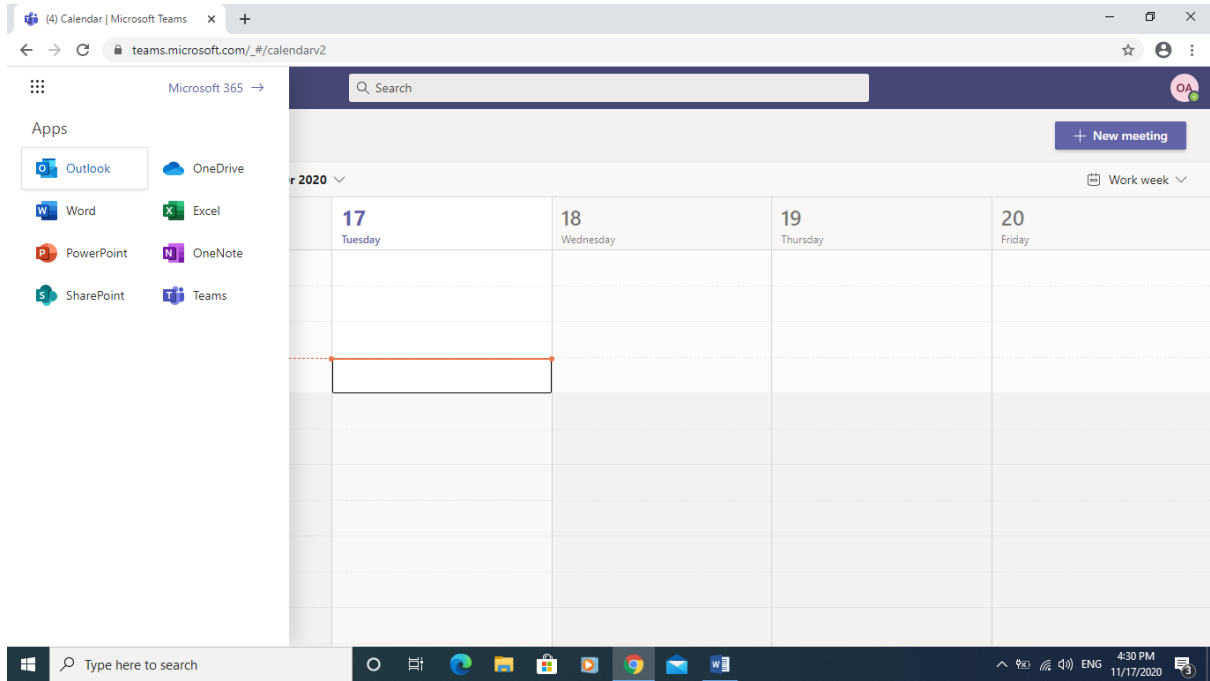 (4) Calendar | Microsoft Teams
teams.microsoft.com/_#/calendarv2
Microsoft 365 →
Search
OA
Apps
+ New meeting
Outlook
OneDrive
r 2020
Work week
Word
Excel
17
18
19
20
Tuesday
Wednesday
Thursday
Friday
PowerPoint
OneNote
SharePoint
Teams
Type here to search
ENG
4:30 PM
11/17/2020
3